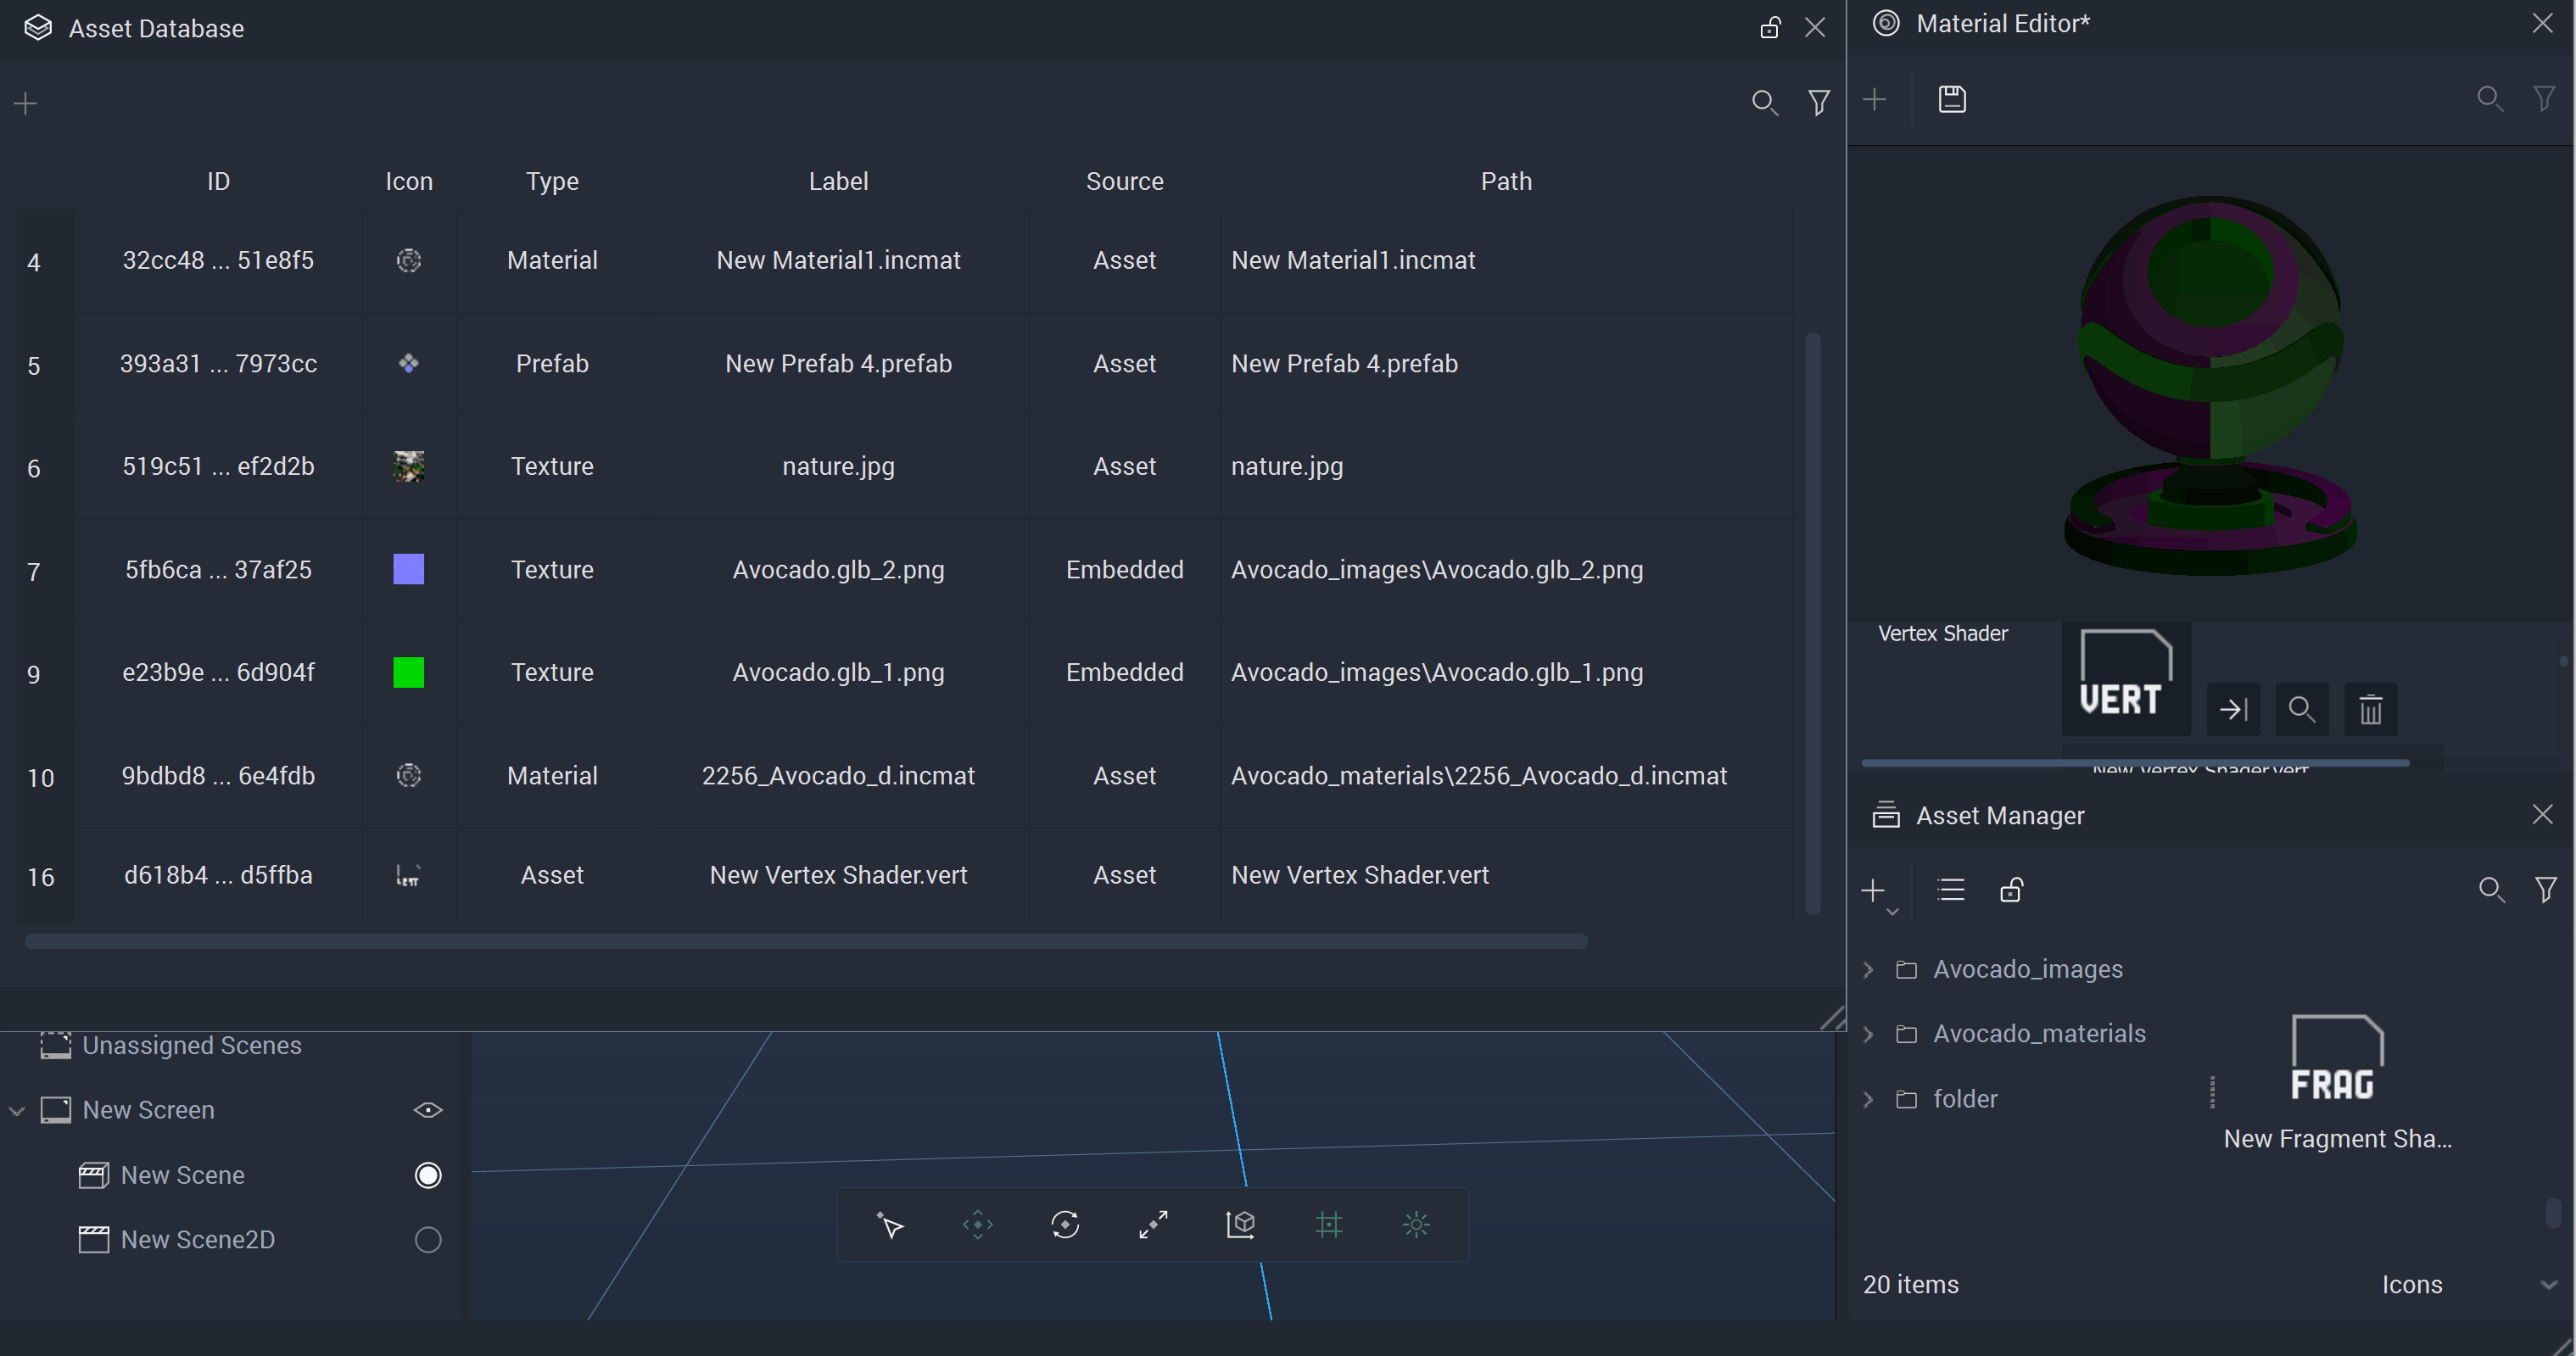 Asset Database
ID Icon Type Label Source Path
4 32cc48 ... 51e8f5 Material New Material1.incmat Asset New Material1.incmat
5 393a31 ... 7973cc Prefab New Prefab 4.prefab Asset New Prefab 4.prefab
6 519c51 ... ef2d2b Texture nature.jpg Asset nature.jpg
7 5fb6ca ... 37af25 Texture Avocado.glb_2.png Embedded Avocado_images\Avocado.glb_2.png
9 e23b9e ... 6d904f Texture Avocado.glb_1.png Embedded Avocado_images\Avocado.glb_1.png
10 9bdbd8 ... 6e4fdb Material 2256_Avocado_d.incmat Asset Avocado_materials\2256_Avocado_d.incmat
16 d618b4 ... d5ffba Asset New Vertex Shader.vert Asset New Vertex Shader.vert
Unassigned Scenes
New Screen
New Scene
New Scene2D
Material Editor*
Vertex Shader
VERT
New Vertex Shader.vert
Asset Manager
Avocado_images
Avocado_materials
folder
FRAG
New Fragment Sha...
20 items
Icons